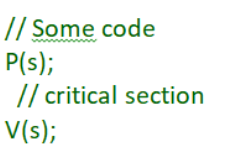 // Some code
P(s);
// critical section
V(s);